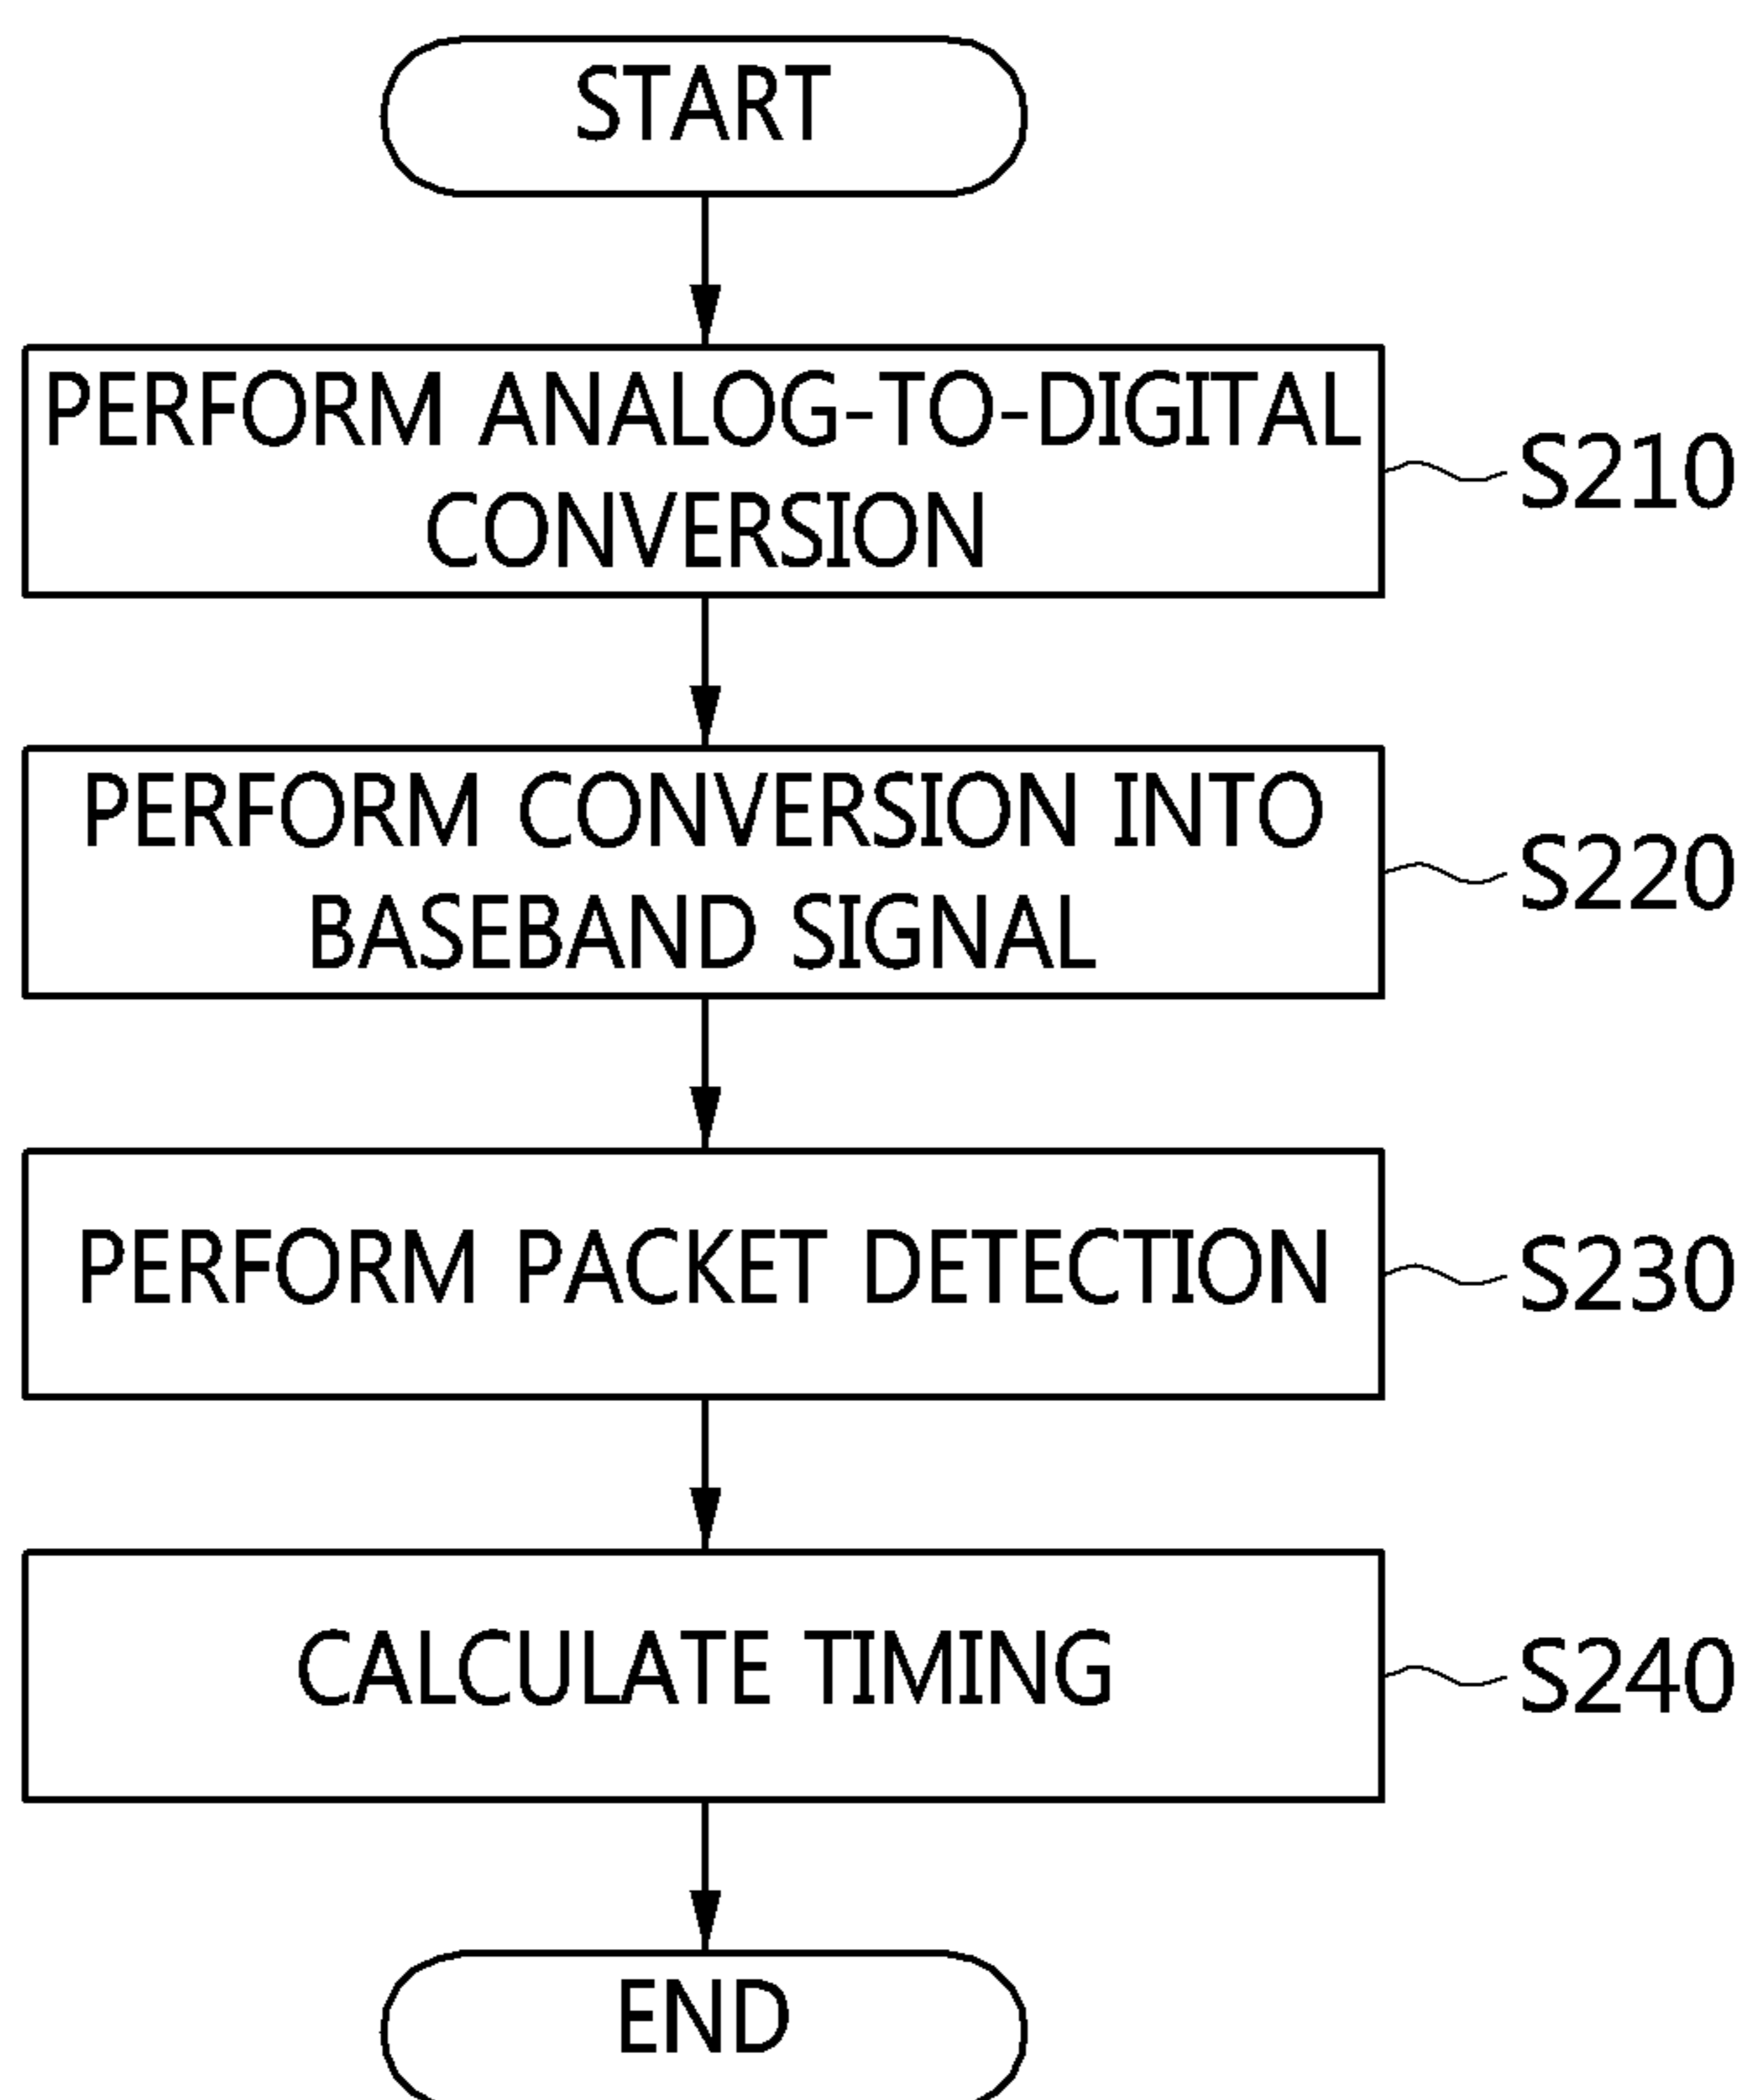 START
PERFORM ANALOG-TO-DIGITAL
CONVERSION
S210
PERFORM CONVERSION INTO
BASEBAND SIGNAL
S220
PERFORM PACKET DETECTION
S230
CALCULATE TIMING
S240
END